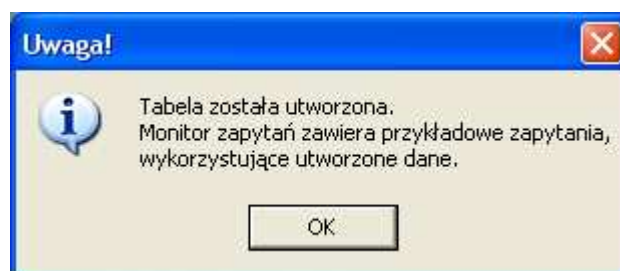 Uwaga!
Tabela została utworzona.
Monitor zapytań zawiera przykładowe zapytania,
wykorzystujące utworzone dane.
OK